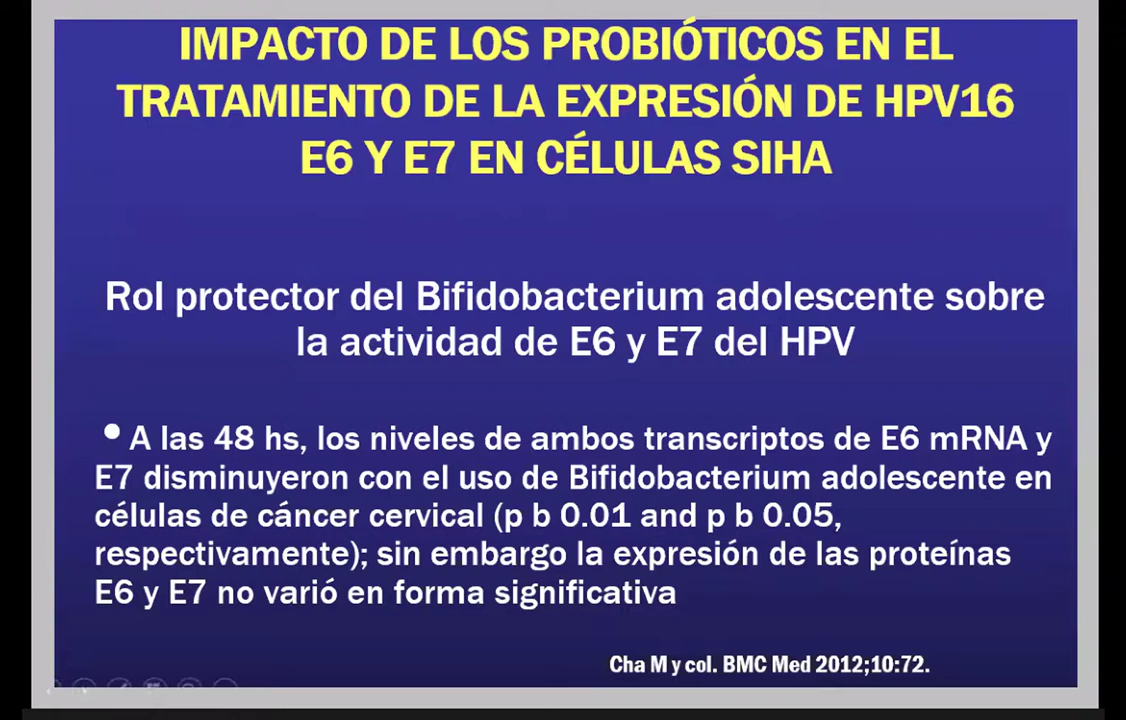 IMPACTO DE LOS PROBIÓTICOS EN EL
TRATAMIENTO DE LA EXPRESIÓN DE HPV16
E6 Y E7 EN CÉLULAS SIHA
Rol protector del Bifidobacterium adolescente sobre
la actividad de E6 y E7 del HPV
• A las 48 hs, los niveles de ambos transcriptos de E6 mRNA y
E7 disminuyeron con el uso de Bifidobacterium adolescente en
células de cáncer cervical (p b 0.01 and p b 0.05,
respectivamente); sin embargo la expresión de las proteínas
E6 y E7 no varió en forma significativa
Cha M y col. BMC Med 2012;10:72.